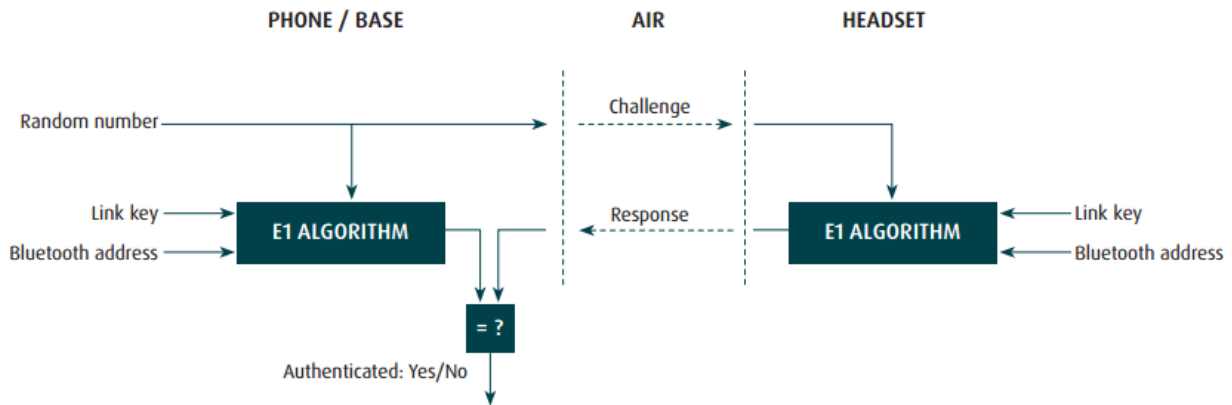 PHONE / BASE
AIR
HEADSET
Random number
Challenge
Link key
Bluetooth address
E1 ALGORITHM
Response
E1 ALGORITHM
Link key
Bluetooth address
= ?
Authenticated: Yes/No